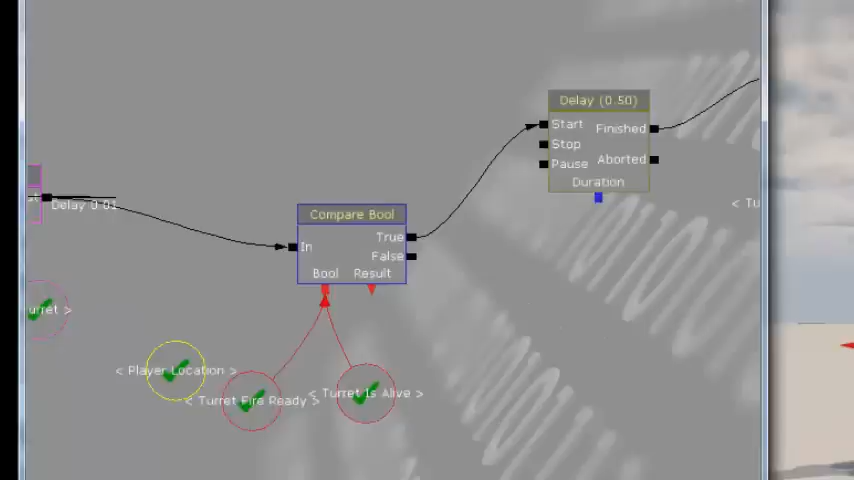 Delay (0.50)
Start Finished
Stop
Pause Aborted
Duration
Delay 0.01
Compare Bool
True
In
False
Bool Result
< Tu
urret >
< Player Location >
< Turret Fire Ready >
< Turret Is Alive >